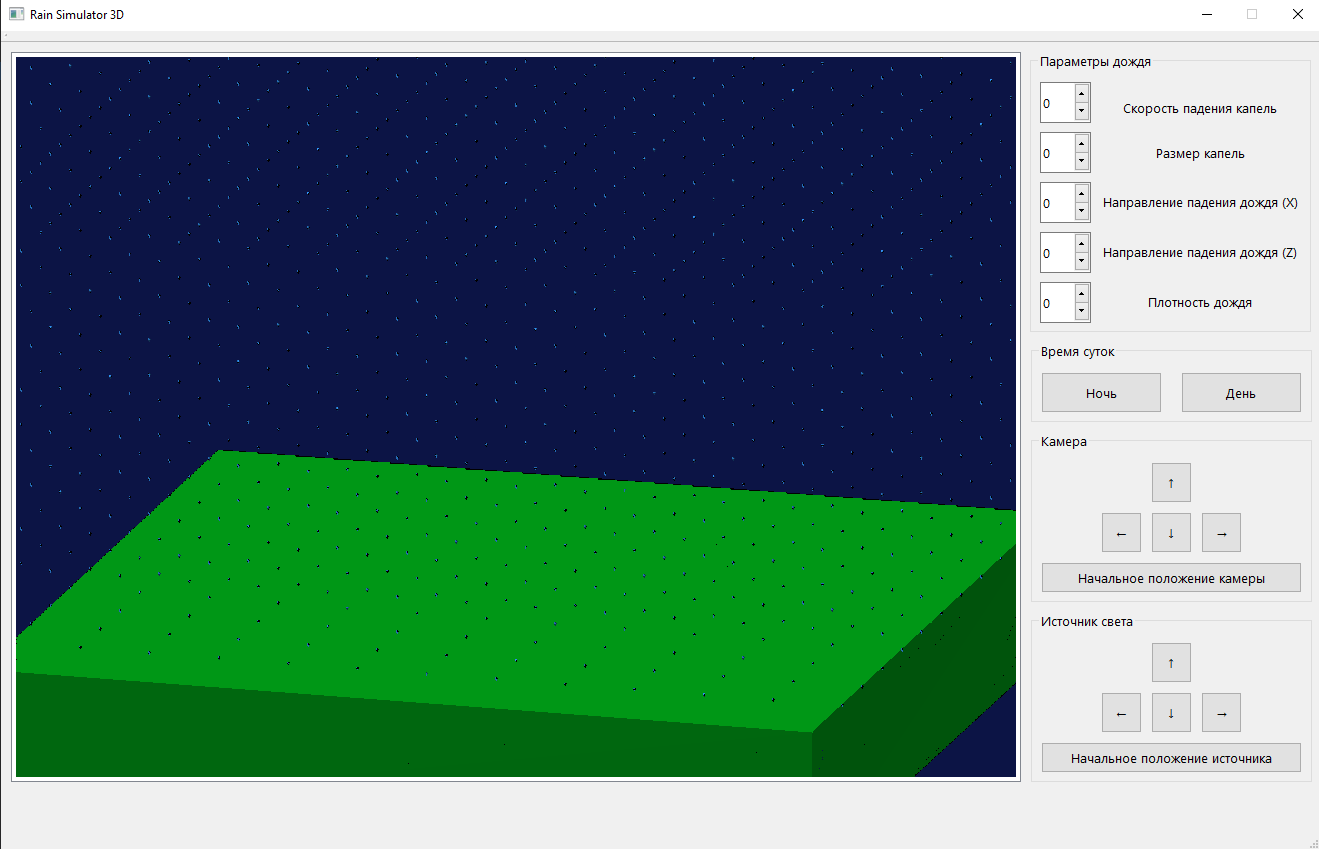 Rain Simulator 3D
Параметры дождя
0 Скорость падения капель
0 Размер капель
0 Направление падения дождя (X)
0 Направление падения дождя (Z)
0 Плотность дождя
Время суток
Ночь День
Камера
↑
← ↓ →
Начальное положение камеры
Источник света
↑
← ↓ →
Начальное положение источника